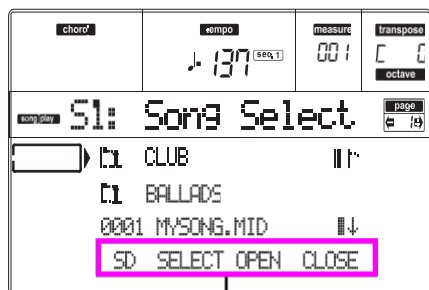 chord tempo measure transpose
137 seq.1 001 C
octave
song play S1: Song Select page
CLUB
BALLADS
0001 MYSONG.MID
SD SELECT OPEN CLOSE